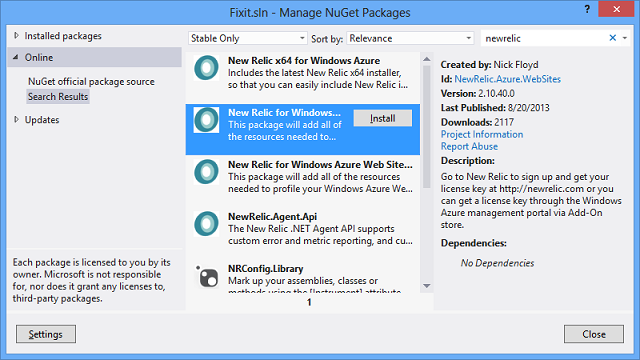 Fixit.sln - Manage NuGet Packages
Installed packages
Online
NuGet official package source
Search Results
Updates
Each package is licensed to you by its
owner. Microsoft is not responsible
for, nor does it grant any licenses to,
third-party packages.
Stable Only
Sort by:
Relevance
New Relic x64 for Windows Azure
Includes the latest New Relic x64 installer,
so that you can easily include New Relic i...
New Relic for Windows...
This package will add all of
the resources needed to...
Install
New Relic for Windows Azure Web Site...
This package will add all of the resources
needed to profile your Windows Azure We...
NewRelic.Agent.Api
The New Relic .NET Agent API supports
custom error and metric reporting, and cu...
NRConfig.Library
Mark up your assemblies, classes or
methods using the [Instrument] attribute
1
newrelic
Created by: Nick Floyd
Id: NewRelic.Azure.WebSites
Version: 2.10.40.0
Last Published: 8/20/2013
Downloads: 2117
Project Information
Report Abuse
Description:
Go to New Relic to sign up and get your
license key at http://newrelic.com or you
can get a license key through the Windows
Azure management portal via Add-On
store.
Dependencies:
No Dependencies
Settings
Close